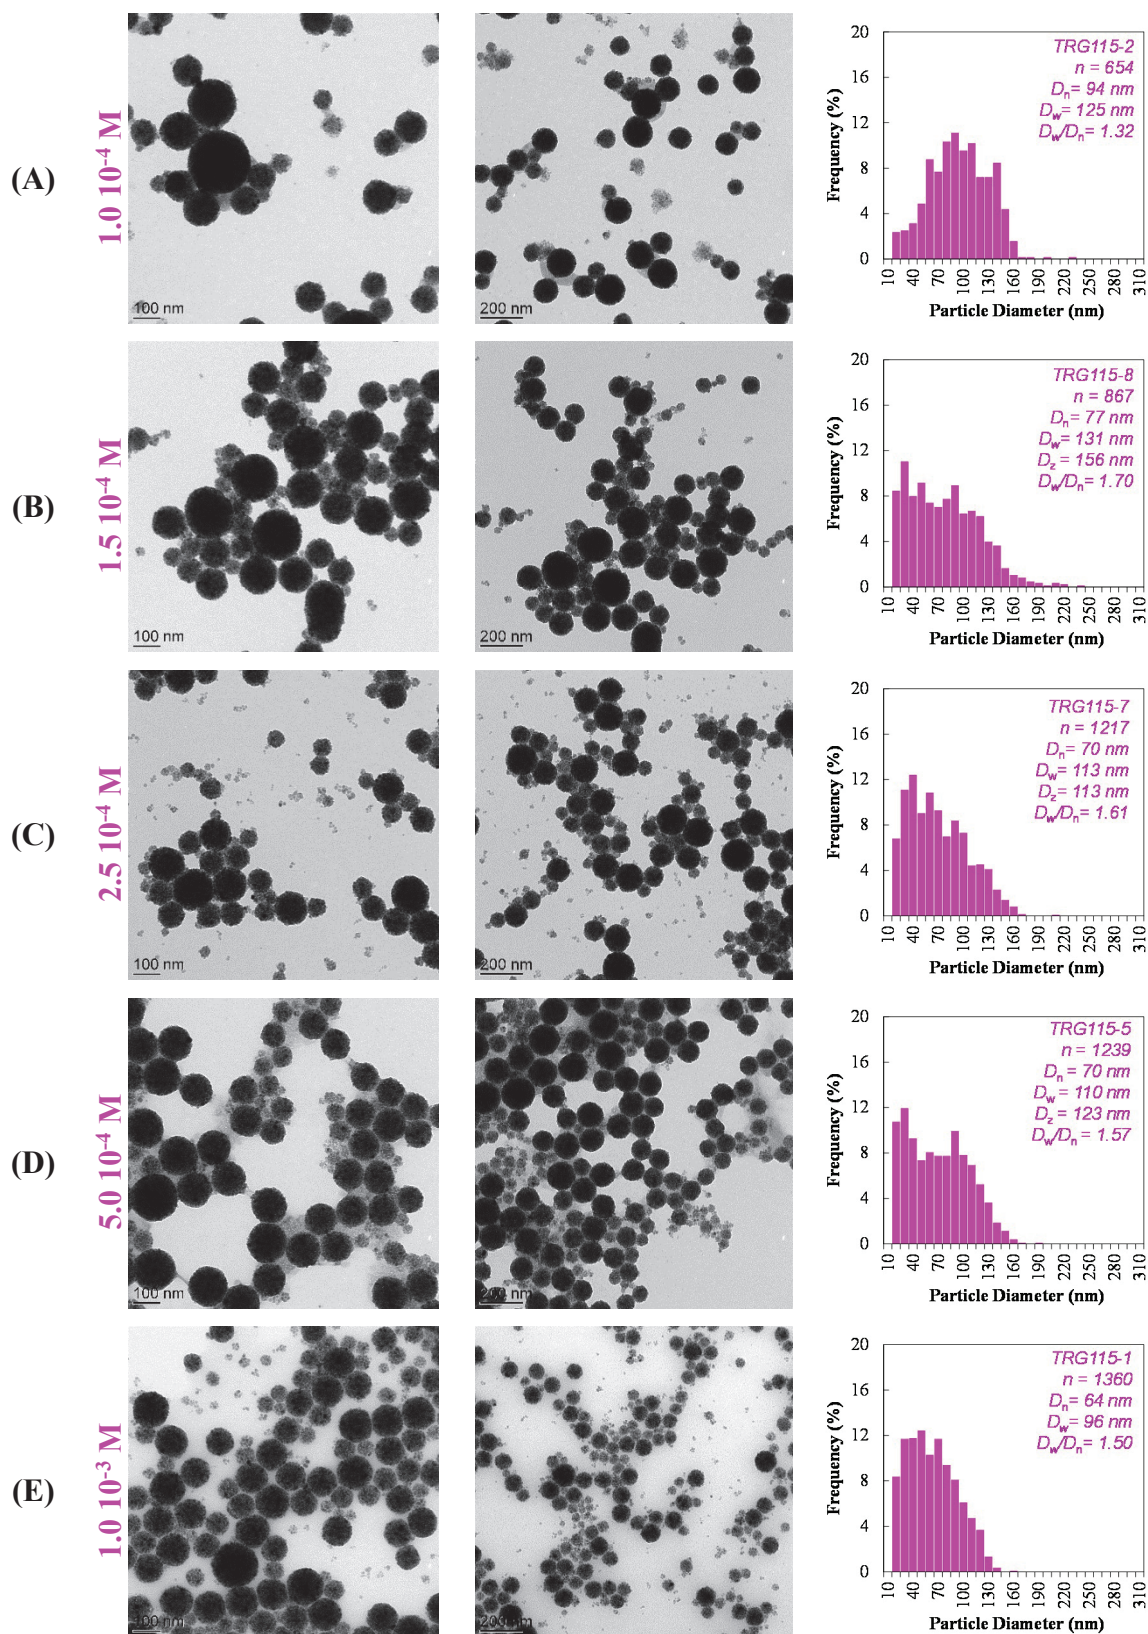 (A)
1.0 10-4 M
100 nm
200 nm
20
16
12
8
4
0
Frequency (%)
TRG115-2
n = 654
Dn= 94 nm
Dw= 125 nm
Dw/Dn = 1.32
10 40 70 100 130 160 190 220 250 280 310
Particle Diameter (nm)
(B)
1.5 10-4 M
100 nm
200 nm
20
16
12
8
4
0
Frequency (%)
TRG115-8
n = 867
Dn= 77 nm
Dw= 131 nm
Dz = 156 nm
Dw/Dn = 1.70
10 40 70 100 130 160 190 220 250 280 310
Particle Diameter (nm)
(C)
2.5 10-4 M
100 nm
200 nm
20
16
12
8
4
0
Frequency (%)
TRG115-7
n = 1217
Dn= 70 nm
Dw= 113 nm
Dz = 113 nm
Dw/Dn = 1.61
10 40 70 100 130 160 190 220 250 280 310
Particle Diameter (nm)
(D)
5.0 10-4 M
100 nm
200 nm
20
16
12
8
4
0
Frequency (%)
TRG115-5
n = 1239
Dn = 70 nm
Dw = 110 nm
Dz = 123 nm
Dw/Dn = 1.57
10 40 70 100 130 160 190 220 250 280 310
Particle Diameter (nm)
(E)
1.0 10-3 M
100 nm
200 nm
20
16
12
8
4
0
Frequency (%)
TRG115-1
n = 1360
Dn= 64 nm
Dw= 96 nm
Dw/Dn = 1.50
10 40 70 100 130 160 190 220 250 280 310
Particle Diameter (nm)